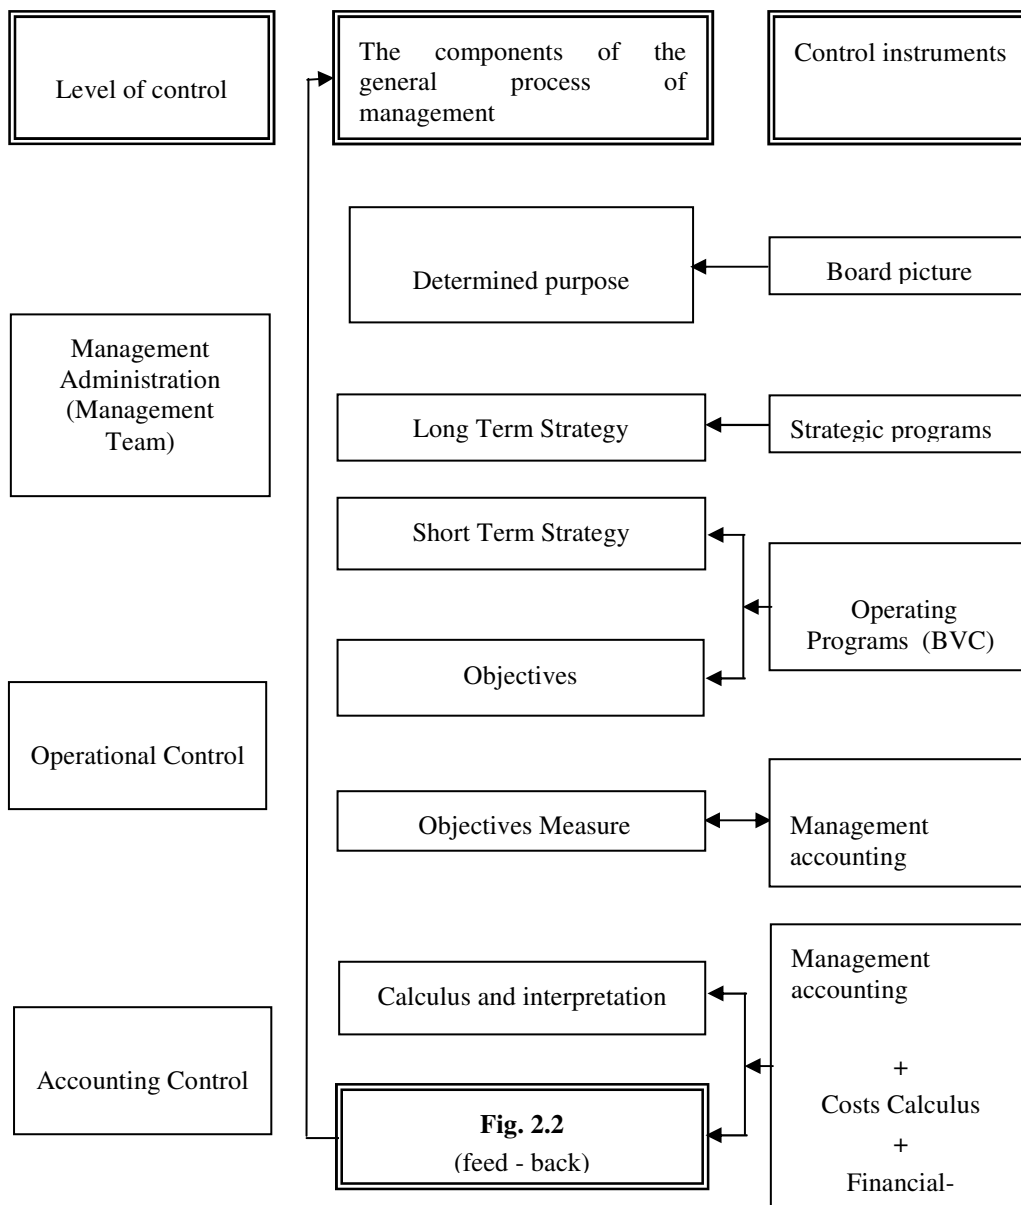 Level of control
The components of the
general process of
management
Control instruments
Determined purpose
Board picture
Management
Administration
(Management
Team)
Long Term Strategy
Strategic programs
Short Term Strategy
Operating
Programs (BVC)
Objectives
Operational Control
Objectives Measure
Management
accounting
Calculus and interpretation
Management
accounting
+
Costs Calculus
+
Financial-
Accounting Control
Fig. 2.2
(feed - back)